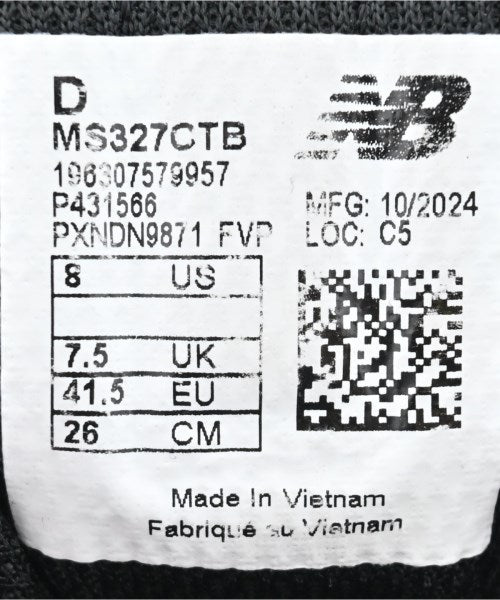 D
NB
MS327CTB
196307579957
P431566
MFG: 10/2024
PXNDN9871 FVP
LOC: C5
8 US
7.5 UK
41.5 EU
26 CM
Made In Vietnam
Fabriqué au Vietnam